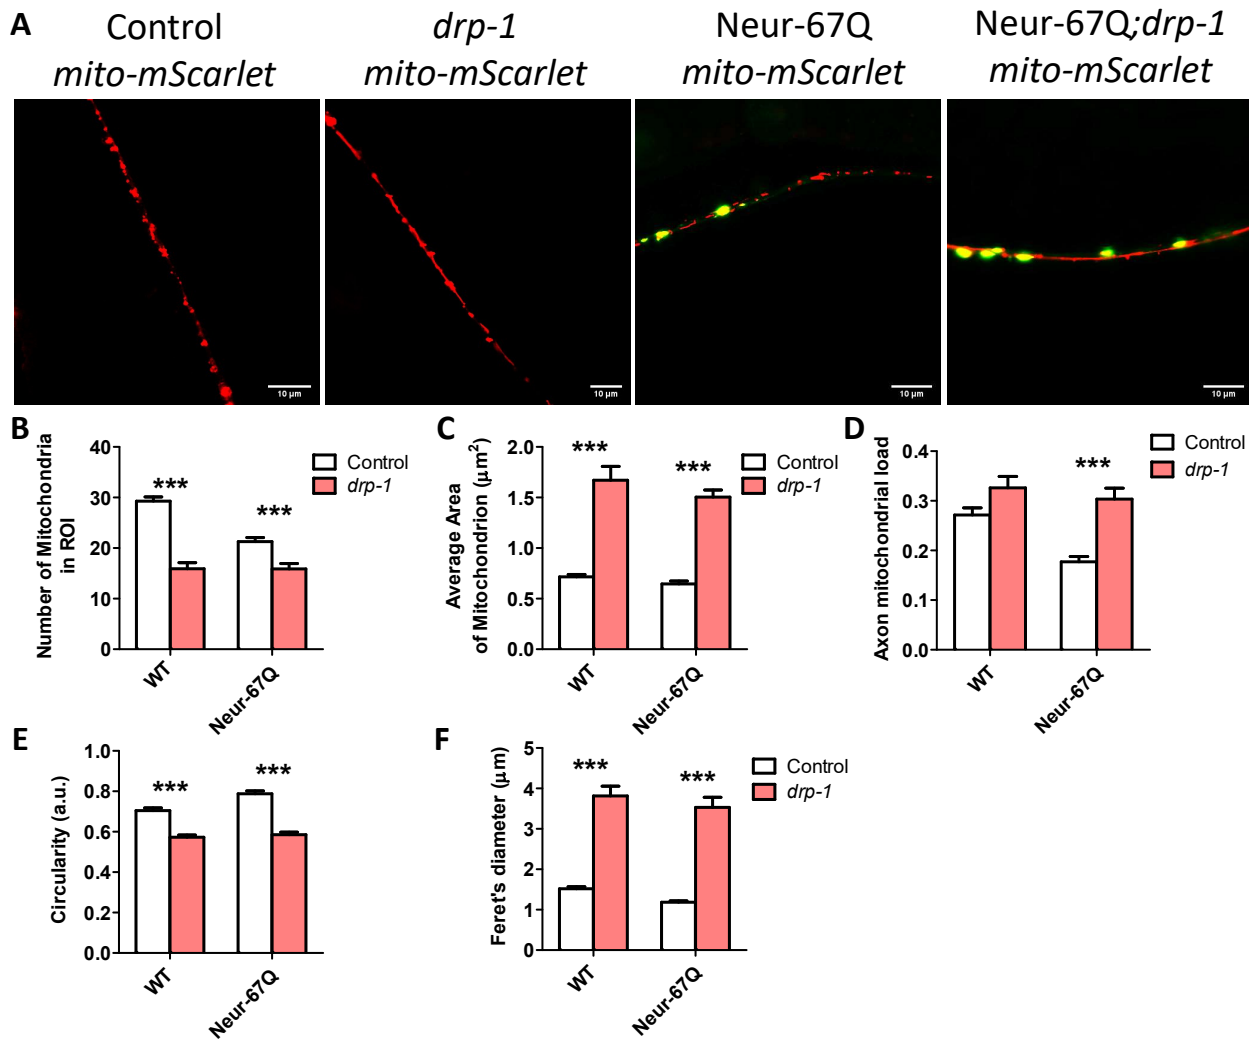 A
Control
mito-mScarlet
drp-1
mito-mScarlet
Neur-67Q
mito-mScarlet
Neur-67Q;drp-1
mito-mScarlet
10 μm
10 μm
10 μm
10 μm
B
Number of Mitochondria
in ROI
40
30
20
10
0
***
***
WT
Neur-67Q
Control
drp-1
C
Average Area
of Mitochondrion (μm²)
2.0
1.5
1.0
0.5
0.0
***
***
WT
Neur-67Q
Control
drp-1
D
Axon mitochondrial load
0.4
0.3
0.2
0.1
0.0
***
WT
Neur-67Q
Control
drp-1
E
Circularity (a.u.)
1.0
0.8
0.6
0.4
0.2
0.0
***
***
WT
Neur-67Q
F
Feret's diameter (μm)
5
4
3
2
1
0
***
***
WT
Neur-67Q
Control
drp-1